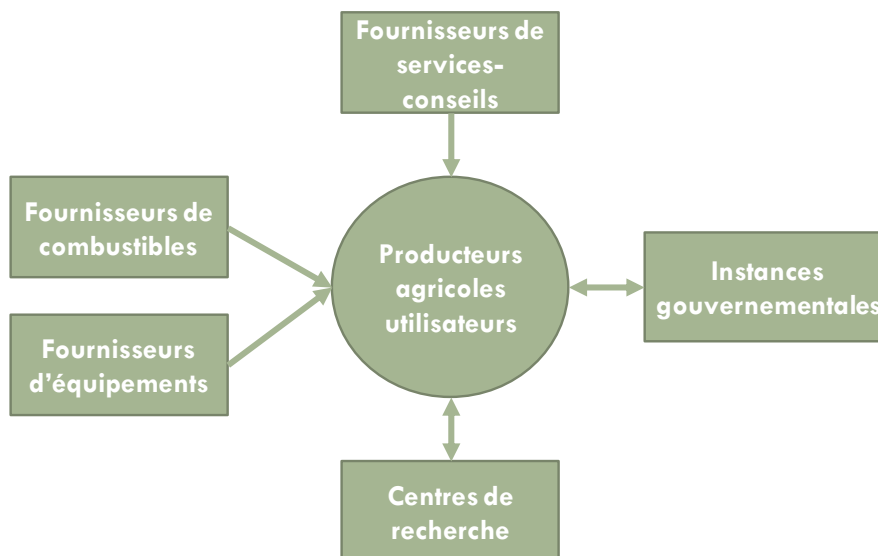 Fournisseurs de
services-
conseils
Fournisseurs de
combustibles
Producteurs
agricoles
utilisateurs
Instances
gouvernementales
Fournisseurs
d'équipements
Centres de
recherche